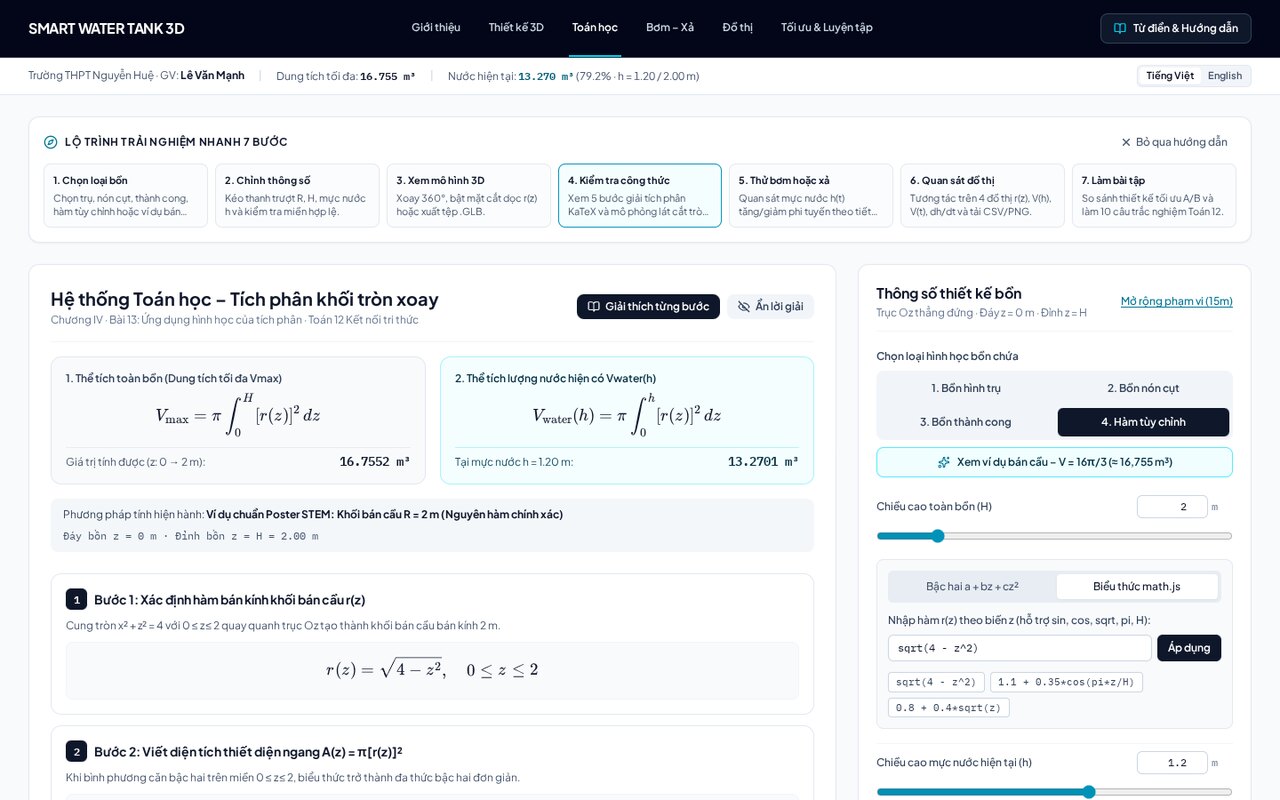 SMART WATER TANK 3D
Giới thiệu
Thiết kế 3D
Toán học
Bơm – Xả
Đồ thị
Tối ưu & Luyện tập
Từ điển & Hướng dẫn
Trường THPT Nguyễn Huệ · GV: Lê Văn Mạnh
Dung tích tối đa: 16.755 m³
Nước hiện tại: 13.270 m³ (79.2% · h = 1.20 / 2.00 m)
Tiếng Việt
English
LỘ TRÌNH TRẢI NGHIỆM NHANH 7 BƯỚC
Bỏ qua hướng dẫn
1. Chọn loại bồn
Chọn trụ, nón cụt, thành cong,
hàm tùy chỉnh hoặc ví dụ bán…
2. Chỉnh thông số
Kéo thanh trượt R, H, mực nước
h và kiểm tra miền hợp lệ.
3. Xem mô hình 3D
Xoay 360°, bật mặt cắt dọc r(z)
hoặc xuất tệp .GLB.
4. Kiểm tra công thức
Xem 5 bước giải tích phân
KaTeX và mô phỏng lát cắt trò…
5. Thử bơm hoặc xả
Quan sát mực nước h(t)
tăng/giảm phi tuyến theo tiết…
6. Quan sát đồ thị
Tương tác trên 4 đồ thị r(z), V(h),
V(t), dh/dt và tải CSV/PNG.
7. Làm bài tập
So sánh thiết kế tối ưu A/B và
làm 10 câu trắc nghiệm Toán 12.
Hệ thống Toán học – Tích phân khối tròn xoay
Chương IV · Bài 13: Ứng dụng hình học của tích phân · Toán 12 Kết nối tri thức
Giải thích từng bước
Ẩn lời giải
1. Thể tích toàn bồn (Dung tích tối đa Vmax)
V_max = π ∫₀ᴴ [r(z)]² dz
Giá trị tính được (z: 0 → 2 m):
16.7552 m³
2. Thể tích lượng nước hiện có Vwater(h)
V_water(h) = π ∫₀ʰ [r(z)]² dz
Tại mực nước h = 1.20 m:
13.2701 m³
Phương pháp tính hiện hành: Ví dụ chuẩn Poster STEM: Khối bán cầu R = 2 m (Nguyên hàm chính xác)
Đáy bồn z = 0 m · Đỉnh bồn z = H = 2.00 m
1
Bước 1: Xác định hàm bán kính khối bán cầu r(z)
Cung tròn x² + z² = 4 với 0 ≤ z ≤ 2 quay quanh trục Oz tạo thành khối bán cầu bán kính 2 m.
r(z) = √(4 − z²), 0 ≤ z ≤ 2
2
Bước 2: Viết diện tích thiết diện ngang A(z) = π[r(z)]²
Khi bình phương căn bậc hai trên miền 0 ≤ z ≤ 2, biểu thức trở thành đa thức bậc hai đơn giản.
Thông số thiết kế bồn
Trục Oz thẳng đứng · Đáy z = 0 m · Đỉnh z = H
Mở rộng phạm vi (15m)
Chọn loại hình học bồn chứa
1. Bồn hình trụ
2. Bồn nón cụt
3. Bồn thành cong
4. Hàm tùy chỉnh
Xem ví dụ bán cầu – V = 16π/3 (≈ 16,755 m³)
Chiều cao toàn bồn (H)
2
m
Bậc hai a + bz + cz²
Biểu thức math.js
Nhập hàm r(z) theo biến z (hỗ trợ sin, cos, sqrt, pi, H):
sqrt(4 - z^2)
Áp dụng
sqrt(4 - z^2)
1.1 + 0.35*cos(pi*z/H)
0.8 + 0.4*sqrt(z)
Chiều cao mực nước hiện tại (h)
1.2
m